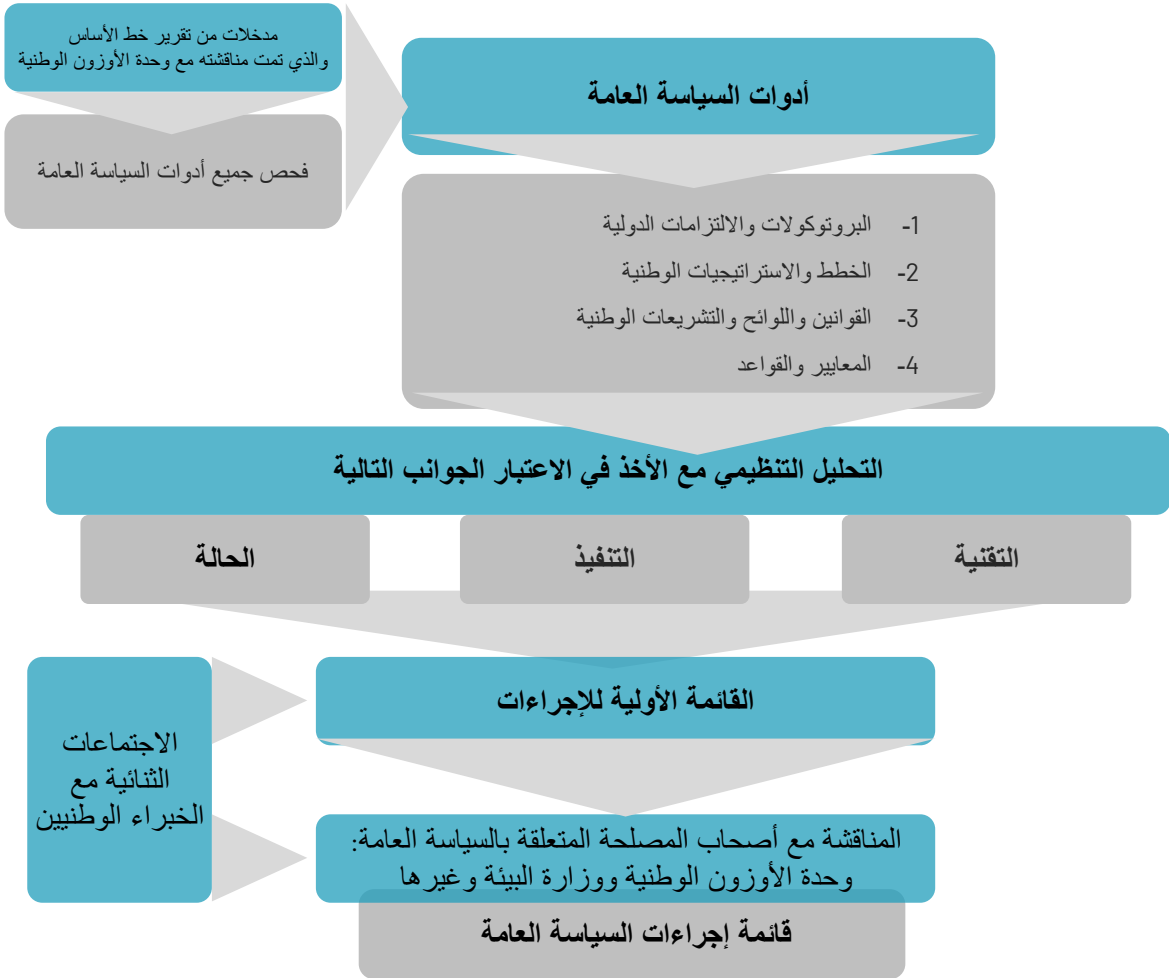 مدخلات من تقرير خط الأساس
والذي تمت مناقشته مع وحدة الأوزون الوطنية
فحص جميع أدوات السياسة العامة
أدوات السياسة العامة
1- البروتوكولات والالتزامات الدولية
2- الخطط والاستراتيجيات الوطنية
3- القوانين واللوائح والتشريعات الوطنية
4- المعايير والقواعد
التحليل التنظيمي مع الأخذ في الاعتبار الجوانب التالية
التقنية
التنفيذ
الحالة
القائمة الأولية للإجراءات
الاجتماعات
الثنائية مع
الخبراء الوطنيين
المناقشة مع أصحاب المصلحة المتعلقة بالسياسة العامة:
وحدة الأوزون الوطنية ووزارة البيئة وغيرها
قائمة إجراءات السياسة العامة